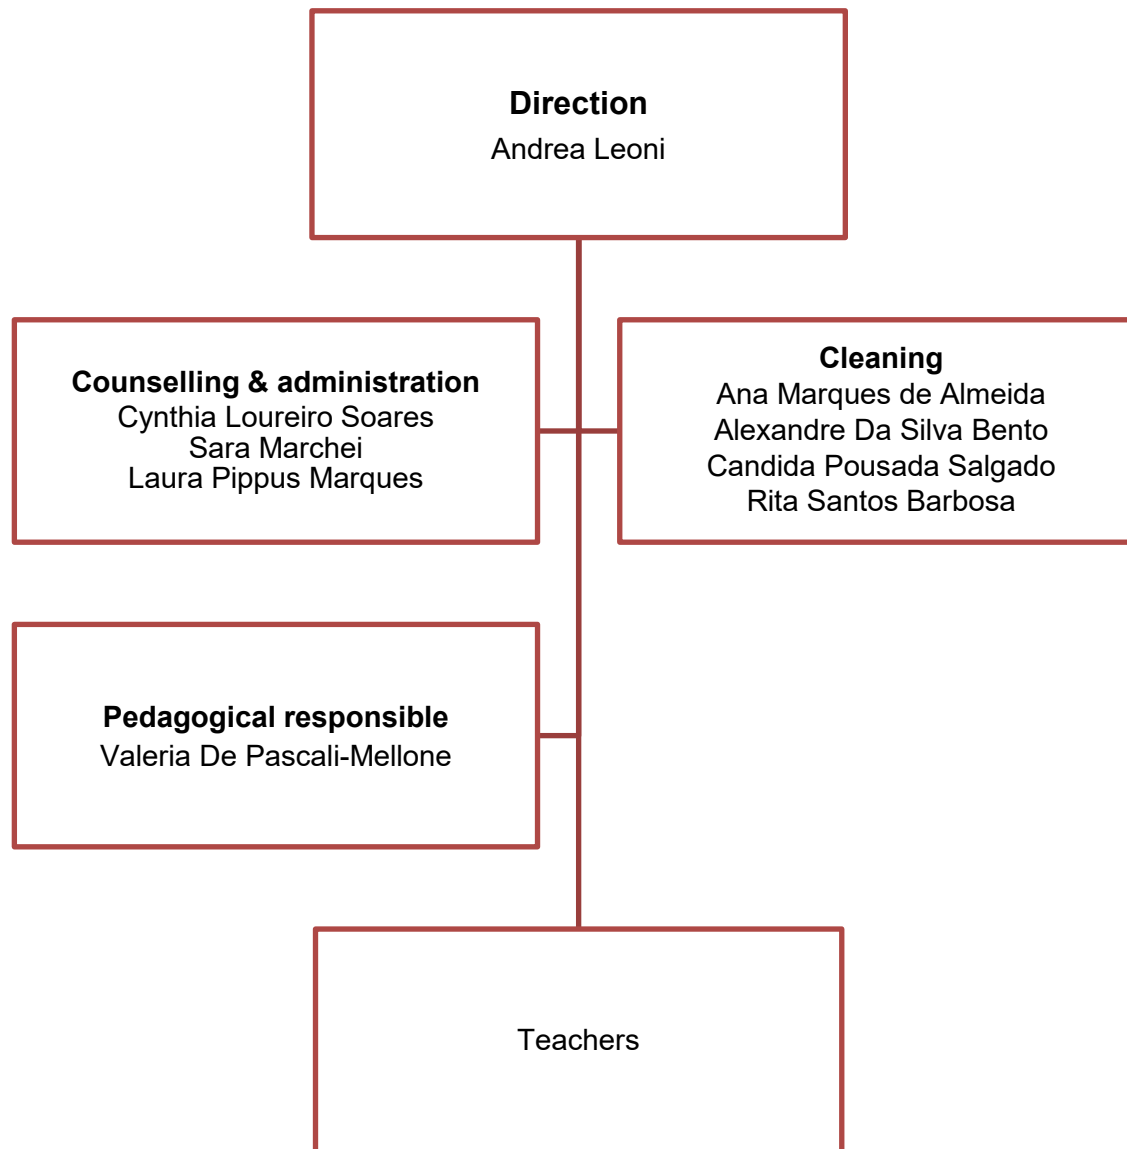 Direction
Andrea Leoni
Counselling & administration
Cynthia Loureiro Soares
Sara Marchei
Laura Pippus Marques
Cleaning
Ana Marques de Almeida
Alexandre Da Silva Bento
Candida Pousada Salgado
Rita Santos Barbosa
Pedagogical responsible
Valeria De Pascali-Mellone
Teachers